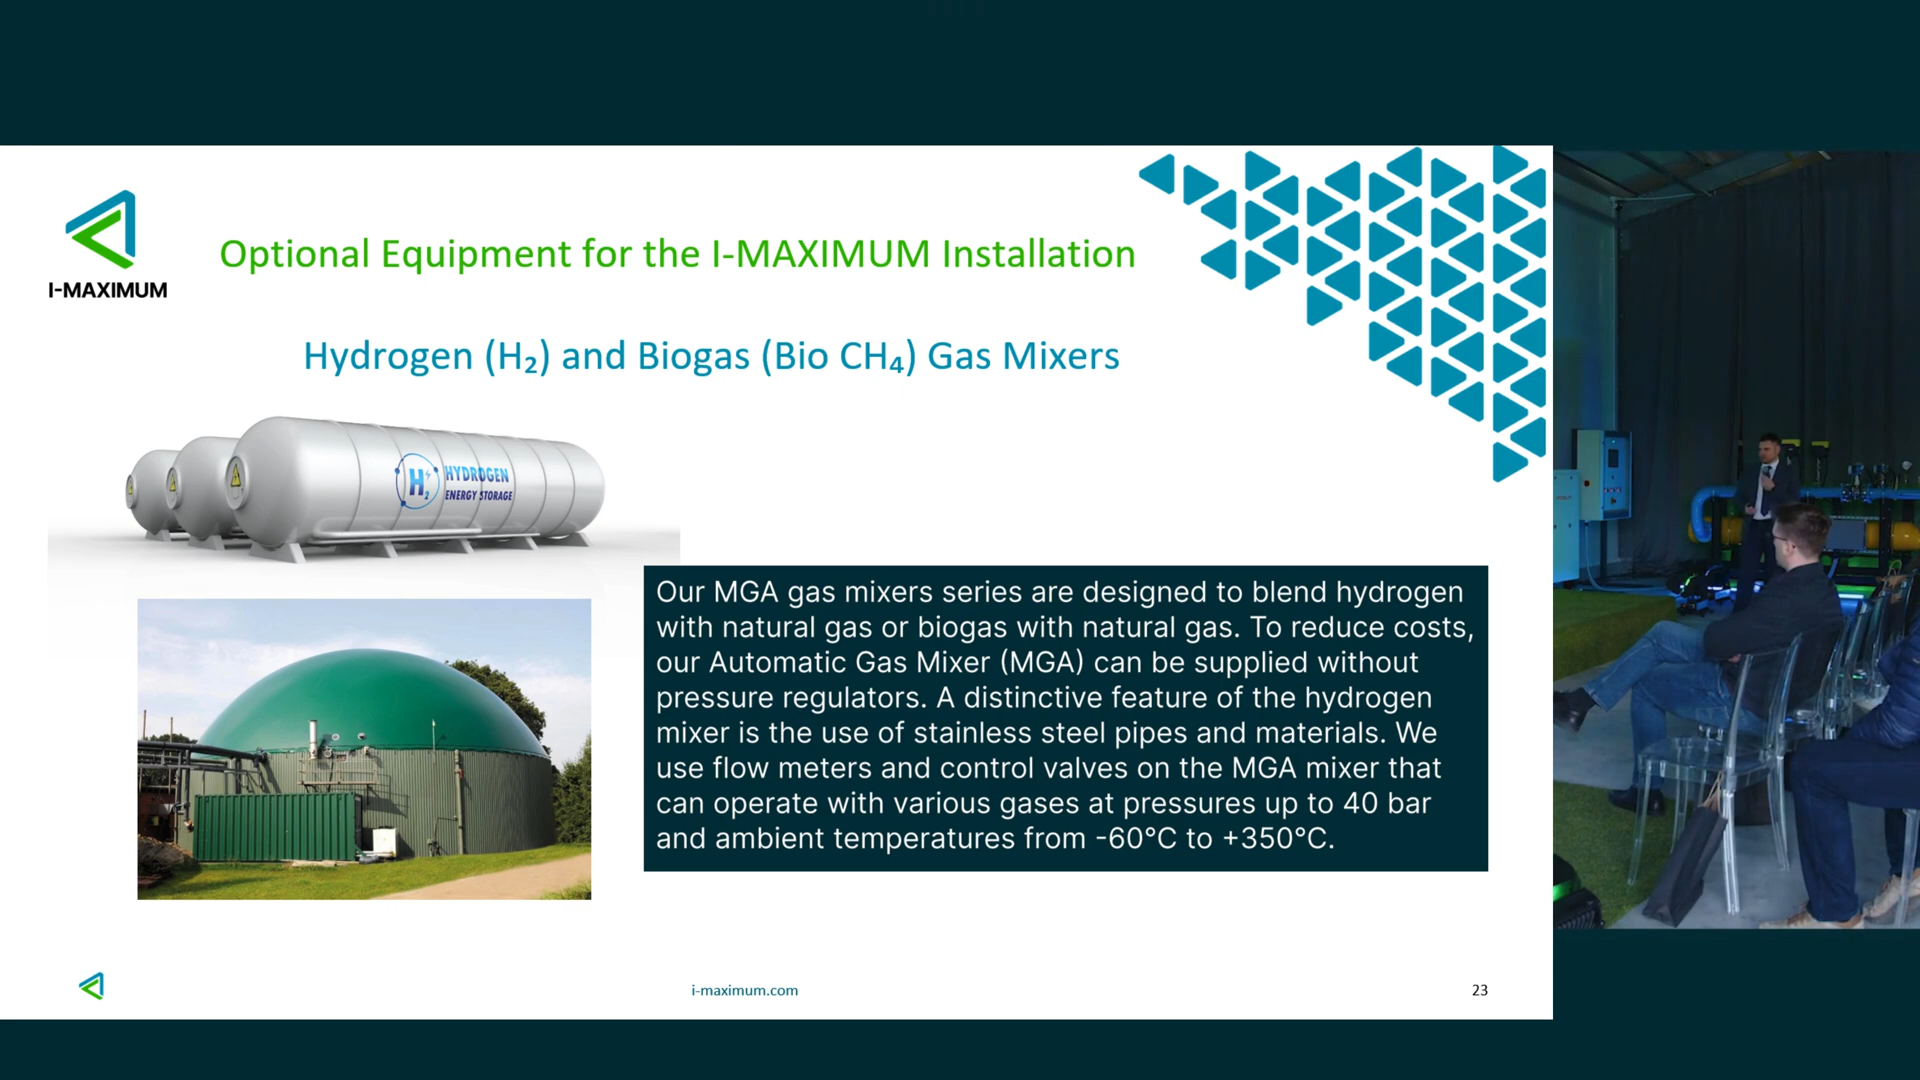 I-MAXIMUM
Optional Equipment for the I-MAXIMUM Installation
Hydrogen (H₂) and Biogas (Bio CH₄) Gas Mixers
H₂ HYDROGEN
ENERGY STORAGE
Our MGA gas mixers series are designed to blend hydrogen
with natural gas or biogas with natural gas. To reduce costs,
our Automatic Gas Mixer (MGA) can be supplied without
pressure regulators. A distinctive feature of the hydrogen
mixer is the use of stainless steel pipes and materials. We
use flow meters and control valves on the MGA mixer that
can operate with various gases at pressures up to 40 bar
and ambient temperatures from -60°C to +350°C.
i-maximum.com
23